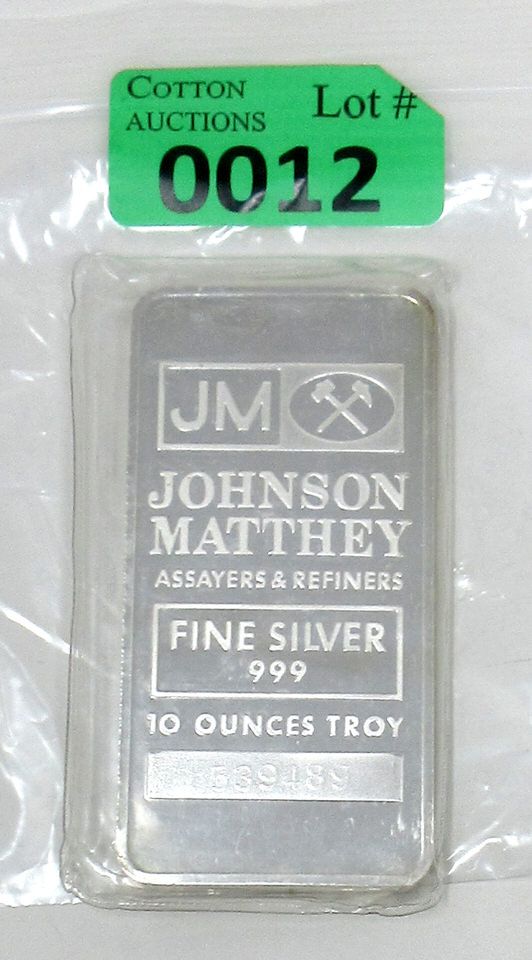 COTTON
AUCTIONS
Lot #
0012
JM
JOHNSON
MATTHEY
ASSAYERS & REFINERS
FINE SILVER
999
10 OUNCES TROY